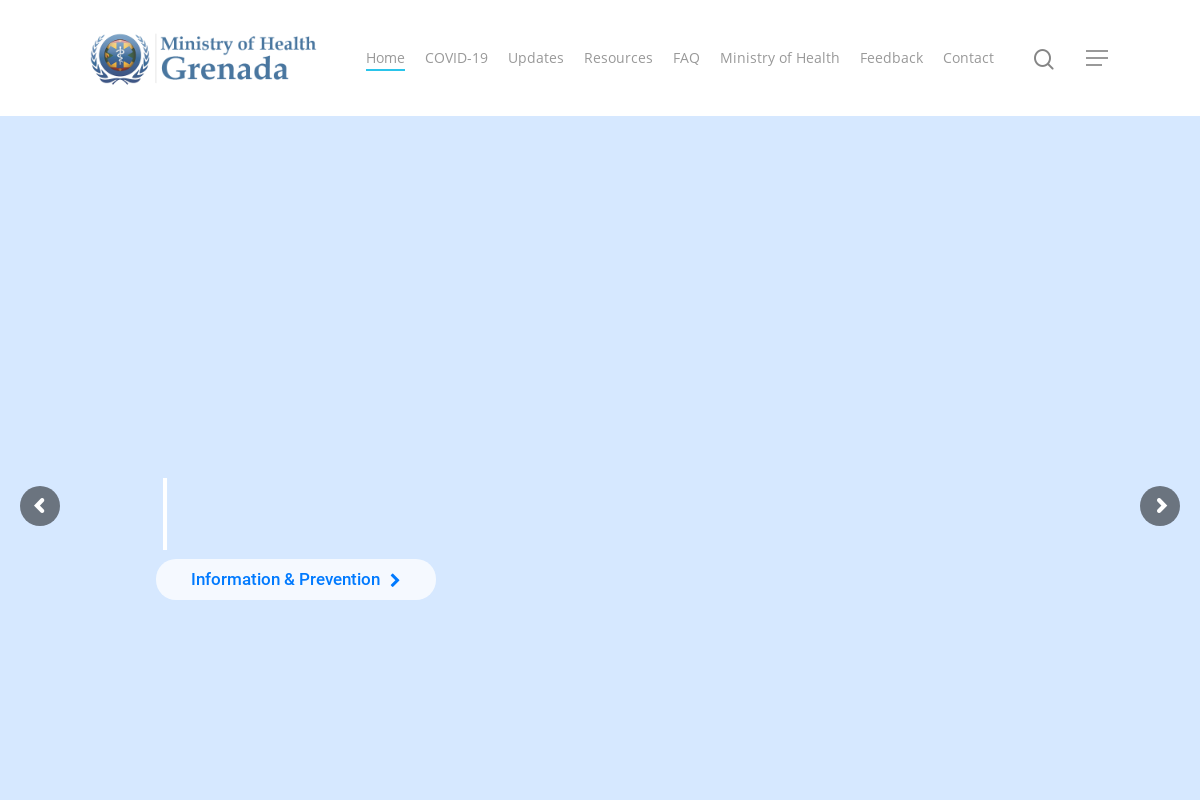 Ministry of Health
Grenada
Home COVID-19 Updates Resources FAQ Ministry of Health Feedback Contact
Information & Prevention